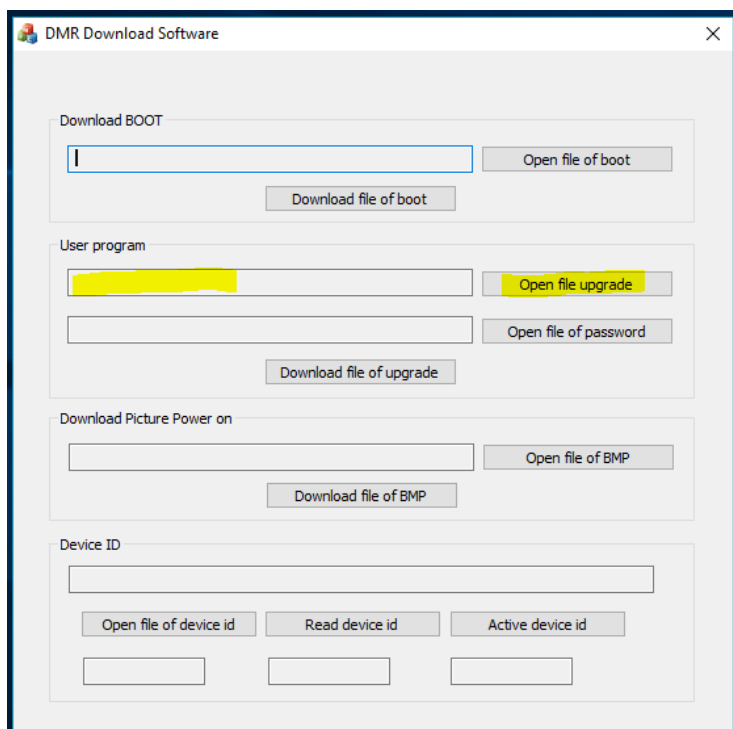 DMR Download Software
Download BOOT
Open file of boot
Download file of boot
User program
Open file upgrade
Open file of password
Download file of upgrade
Download Picture Power on
Open file of BMP
Download file of BMP
Device ID
Open file of device id
Read device id
Active device id